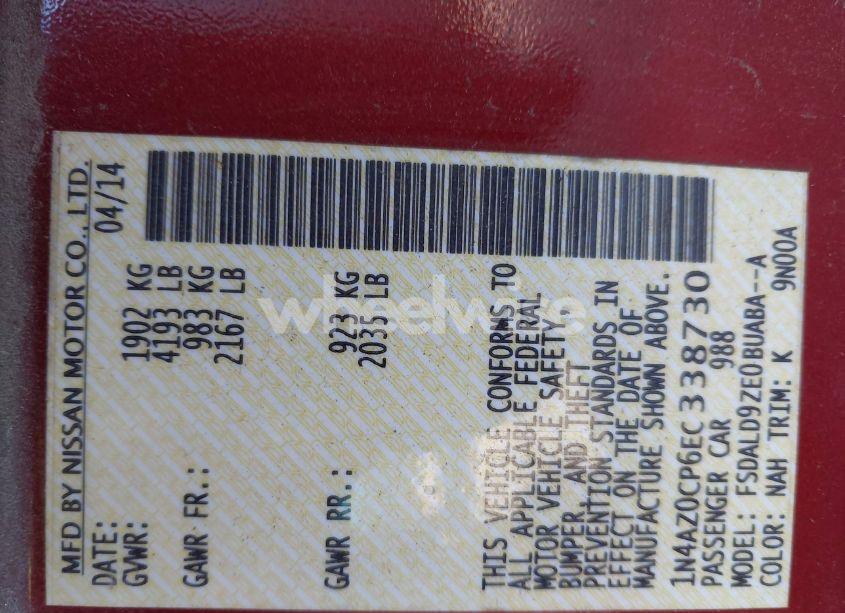 MFD BY NISSAN MOTOR CO., LTD.
DATE: 04/14
GVWR: 1902 KG
4193 LB
GAWR FR.: 983 KG
2167 LB
GAWR RR.: 923 KG
2035 LB
THIS VEHICLE CONFORMS TO
ALL APPLICABLE FEDERAL
MOTOR VEHICLE SAFETY
BUMPER, AND THEFT
PREVENTION STANDARDS IN
EFFECT ON THE DATE OF
MANUFACTURE SHOWN ABOVE.
1N4AZ0CP6EC338730
PASSENGER CAR 988
MODEL: FSDALD9ZE0BUABA--A
COLOR: NAH TRIM: K 9N00A
wheelwire